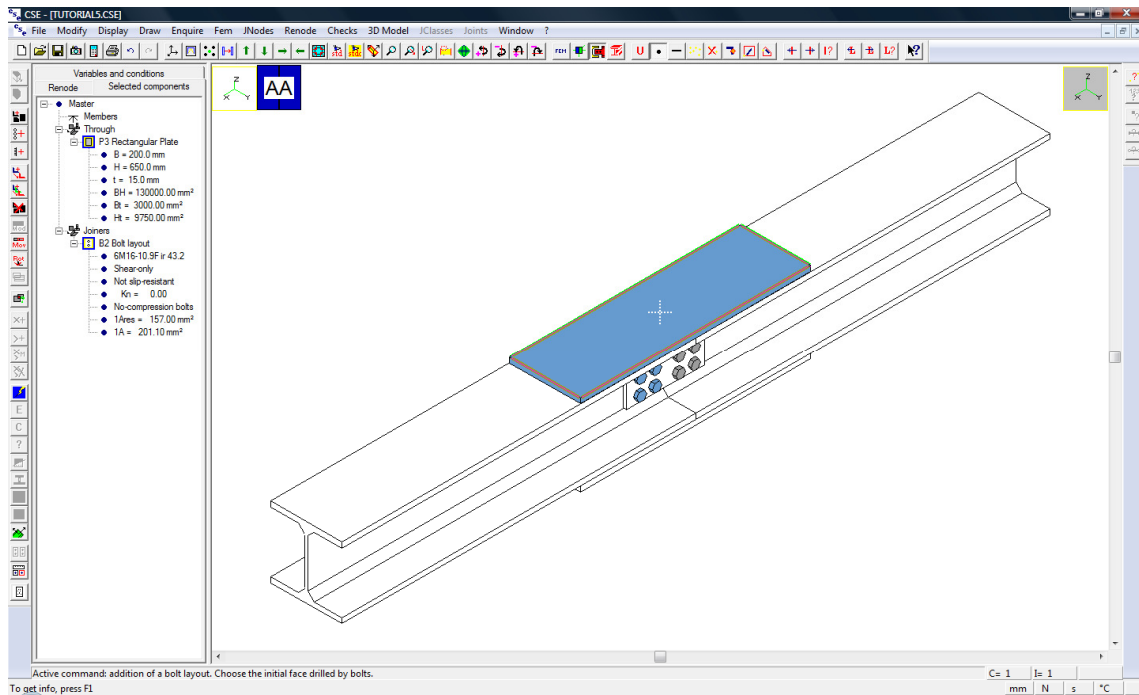 CSE - [TUTORIAL5.CSE]
File Modify Display Draw Enquire Fem JNodes Renode Checks 3D Model JClasses Joints Window ?
Variables and conditions
Renode Selected components
Master
Members
Through
P3 Rectangular Plate
B = 200.0 mm
H = 650.0 mm
t = 15.0 mm
BH = 130000.00 mm²
Bt = 3000.00 mm²
Ht = 9750.00 mm²
Joiners
B2 Bolt layout
6M16-10.9F ir 43.2
Shear-only
Not slip-resistant
Kn = 0.00
No-compression bolts
1Ares = 157.00 mm²
1A = 201.10 mm²
Z
X Y
AA
Z
X Y
Active command: addition of a bolt layout. Choose the initial face drilled by bolts.
C= 1 I= 1
To get info, press F1
mm N s °C